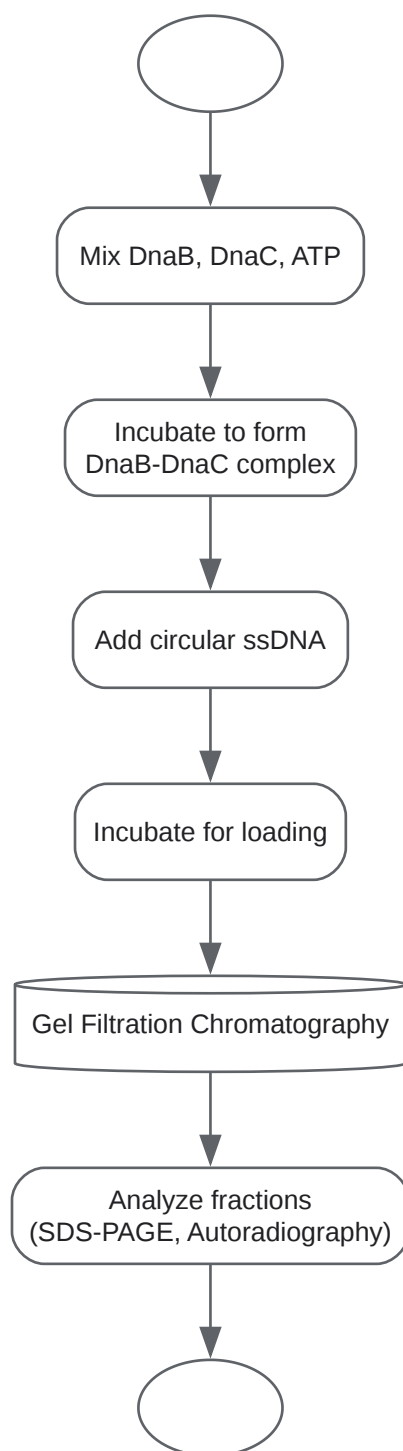 Mix DnaB, DnaC, ATP
Incubate to form
DnaB-DnaC complex
Add circular ssDNA
Incubate for loading
Gel Filtration Chromatography
Analyze fractions
(SDS-PAGE, Autoradiography)